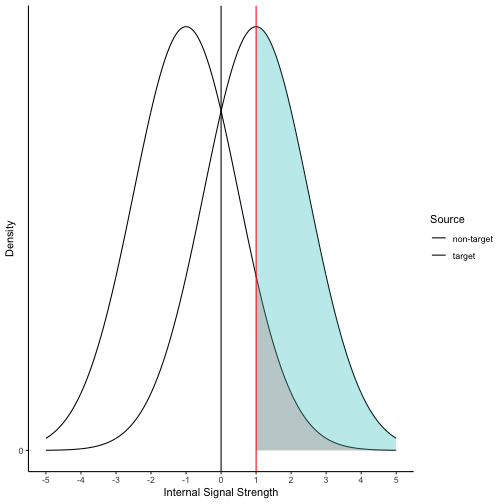 Density
0
-5 -4 -3 -2 -1 0 1 2 3 4 5
Internal Signal Strength
Source
non-target
target